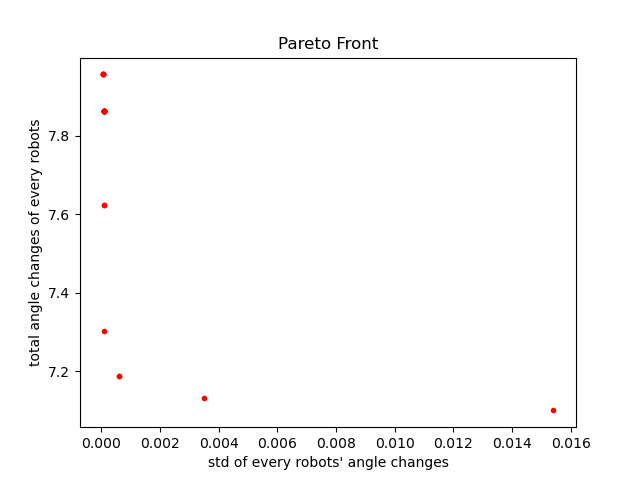 Pareto Front
total angle changes of every robots
7.8
7.6
7.4
7.2
0.000 0.002 0.004 0.006 0.008 0.010 0.012 0.014 0.016
std of every robots' angle changes